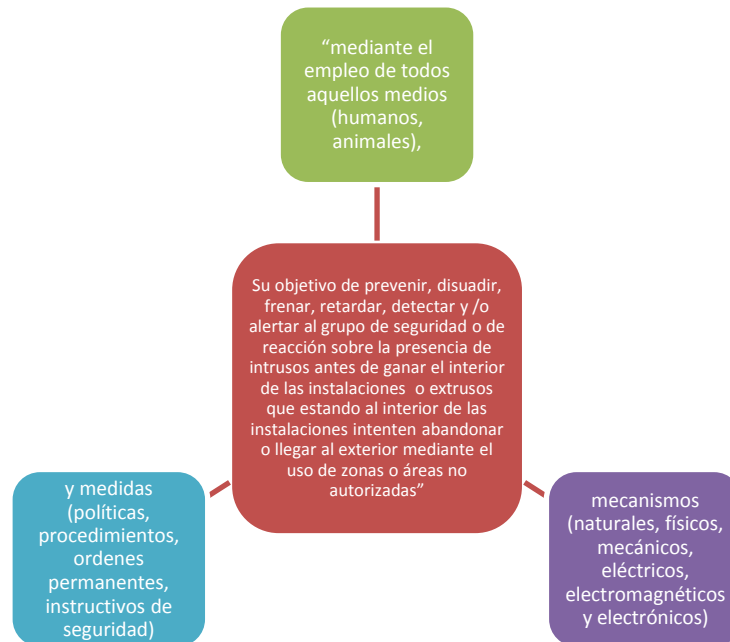 “mediante el
empleo de todos
aquellos medios
(humanos,
animales),
Su objetivo de prevenir, disuadir,
frenar, retardar, detectar y /o
alertar al grupo de seguridad o de
reacción sobre la presencia de
intrusos antes de ganar el interior
de las instalaciones o extrusos
que estando al interior de las
instalaciones intenten abandonar
o llegar al exterior mediante el
uso de zonas o áreas no
autorizadas”
mecanismos
(naturales, físicos,
mecánicos,
eléctricos,
electromagnéticos
y electrónicos)
y medidas
(políticas,
procedimientos,
ordenes
permanentes,
instructivos de
seguridad)